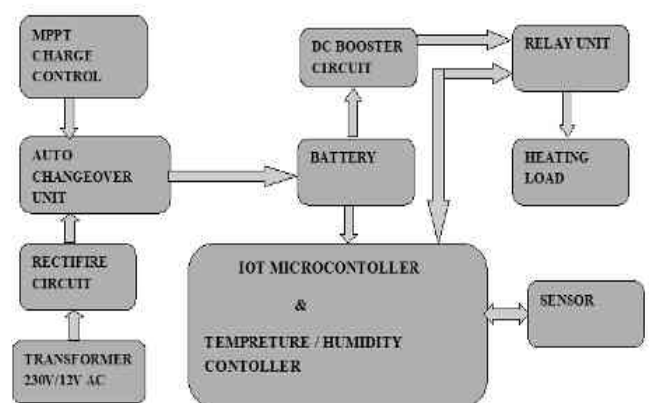 MPPT
CHARGE
CONTROL
DC BOOSTER
CIRCUIT
RELAY UNIT
AUTO
CHANGEOVER
UNIT
BATTERY
HEATING
LOAD
RECTIFIRE
CIRCUIT
IOT MICROCONTOLLER
&
TEMPRETURE / HUMIDITY
CONTOLLER
SENSOR
TRANSFORMER
230V/12V AC